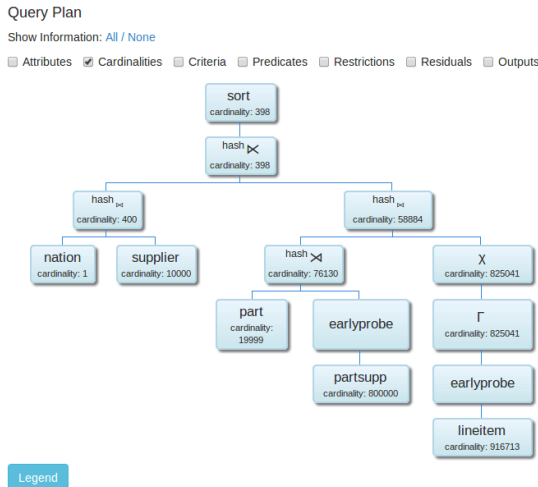 Query Plan
Show Information: All / None
Attributes Cardinalities Criteria Predicates Restrictions Residuals Outputs
sort
cardinality: 398
hash ⋉
cardinality: 398
hash ⋈
cardinality: 400
hash ⋈
cardinality: 58884
nation
cardinality: 1
supplier
cardinality: 10000
hash ⋊
cardinality: 76130
χ
cardinality: 825041
part
cardinality:
19999
earlyprobe
Γ
cardinality: 825041
partsupp
cardinality: 800000
earlyprobe
lineitem
cardinality: 916713
Legend